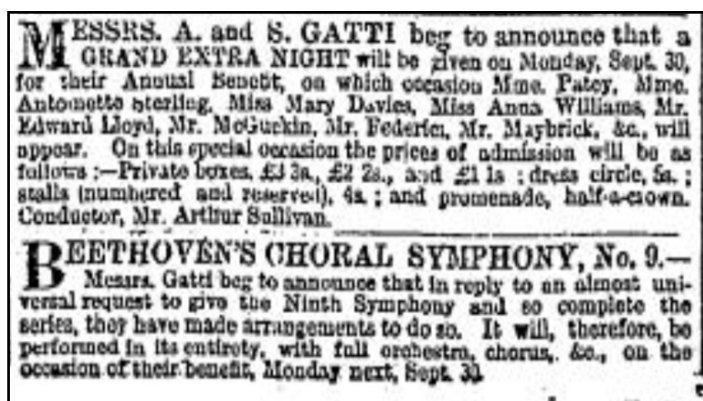 MESSRS. A. and S. GATTI beg to announce that a
GRAND EXTRA NIGHT will be given on Monday, Sept. 30,
for their Annual Benefit, on which occasion Mme. Patey, Mme.
Antoinette Sterling, Miss Mary Davies, Miss Anna Williams, Mr.
Edward Lloyd, Mr. McGuckin, Mr. Federici, Mr. Maybrick, &c., will
appear. On this special occasion the prices of admission will be as
follows :—Private boxes, £3 3s., £2 2s., and £1 1s ; dress circle, 5s. ;
stalls (numbered and reserved), 4s. ; and promenade, half-a-crown.
Conductor, Mr. Arthur Sullivan.
BEETHOVEN'S CHORAL SYMPHONY, No. 9.—
Messrs. Gatti beg to announce that in reply to an almost uni-
versal request to give the Ninth Symphony and so complete the
series, they have made arrangements to do so. It will, therefore, be
performed in its entirety, with full orchestra, chorus, &c., on the
occasion of their benefit, Monday next, Sept. 30